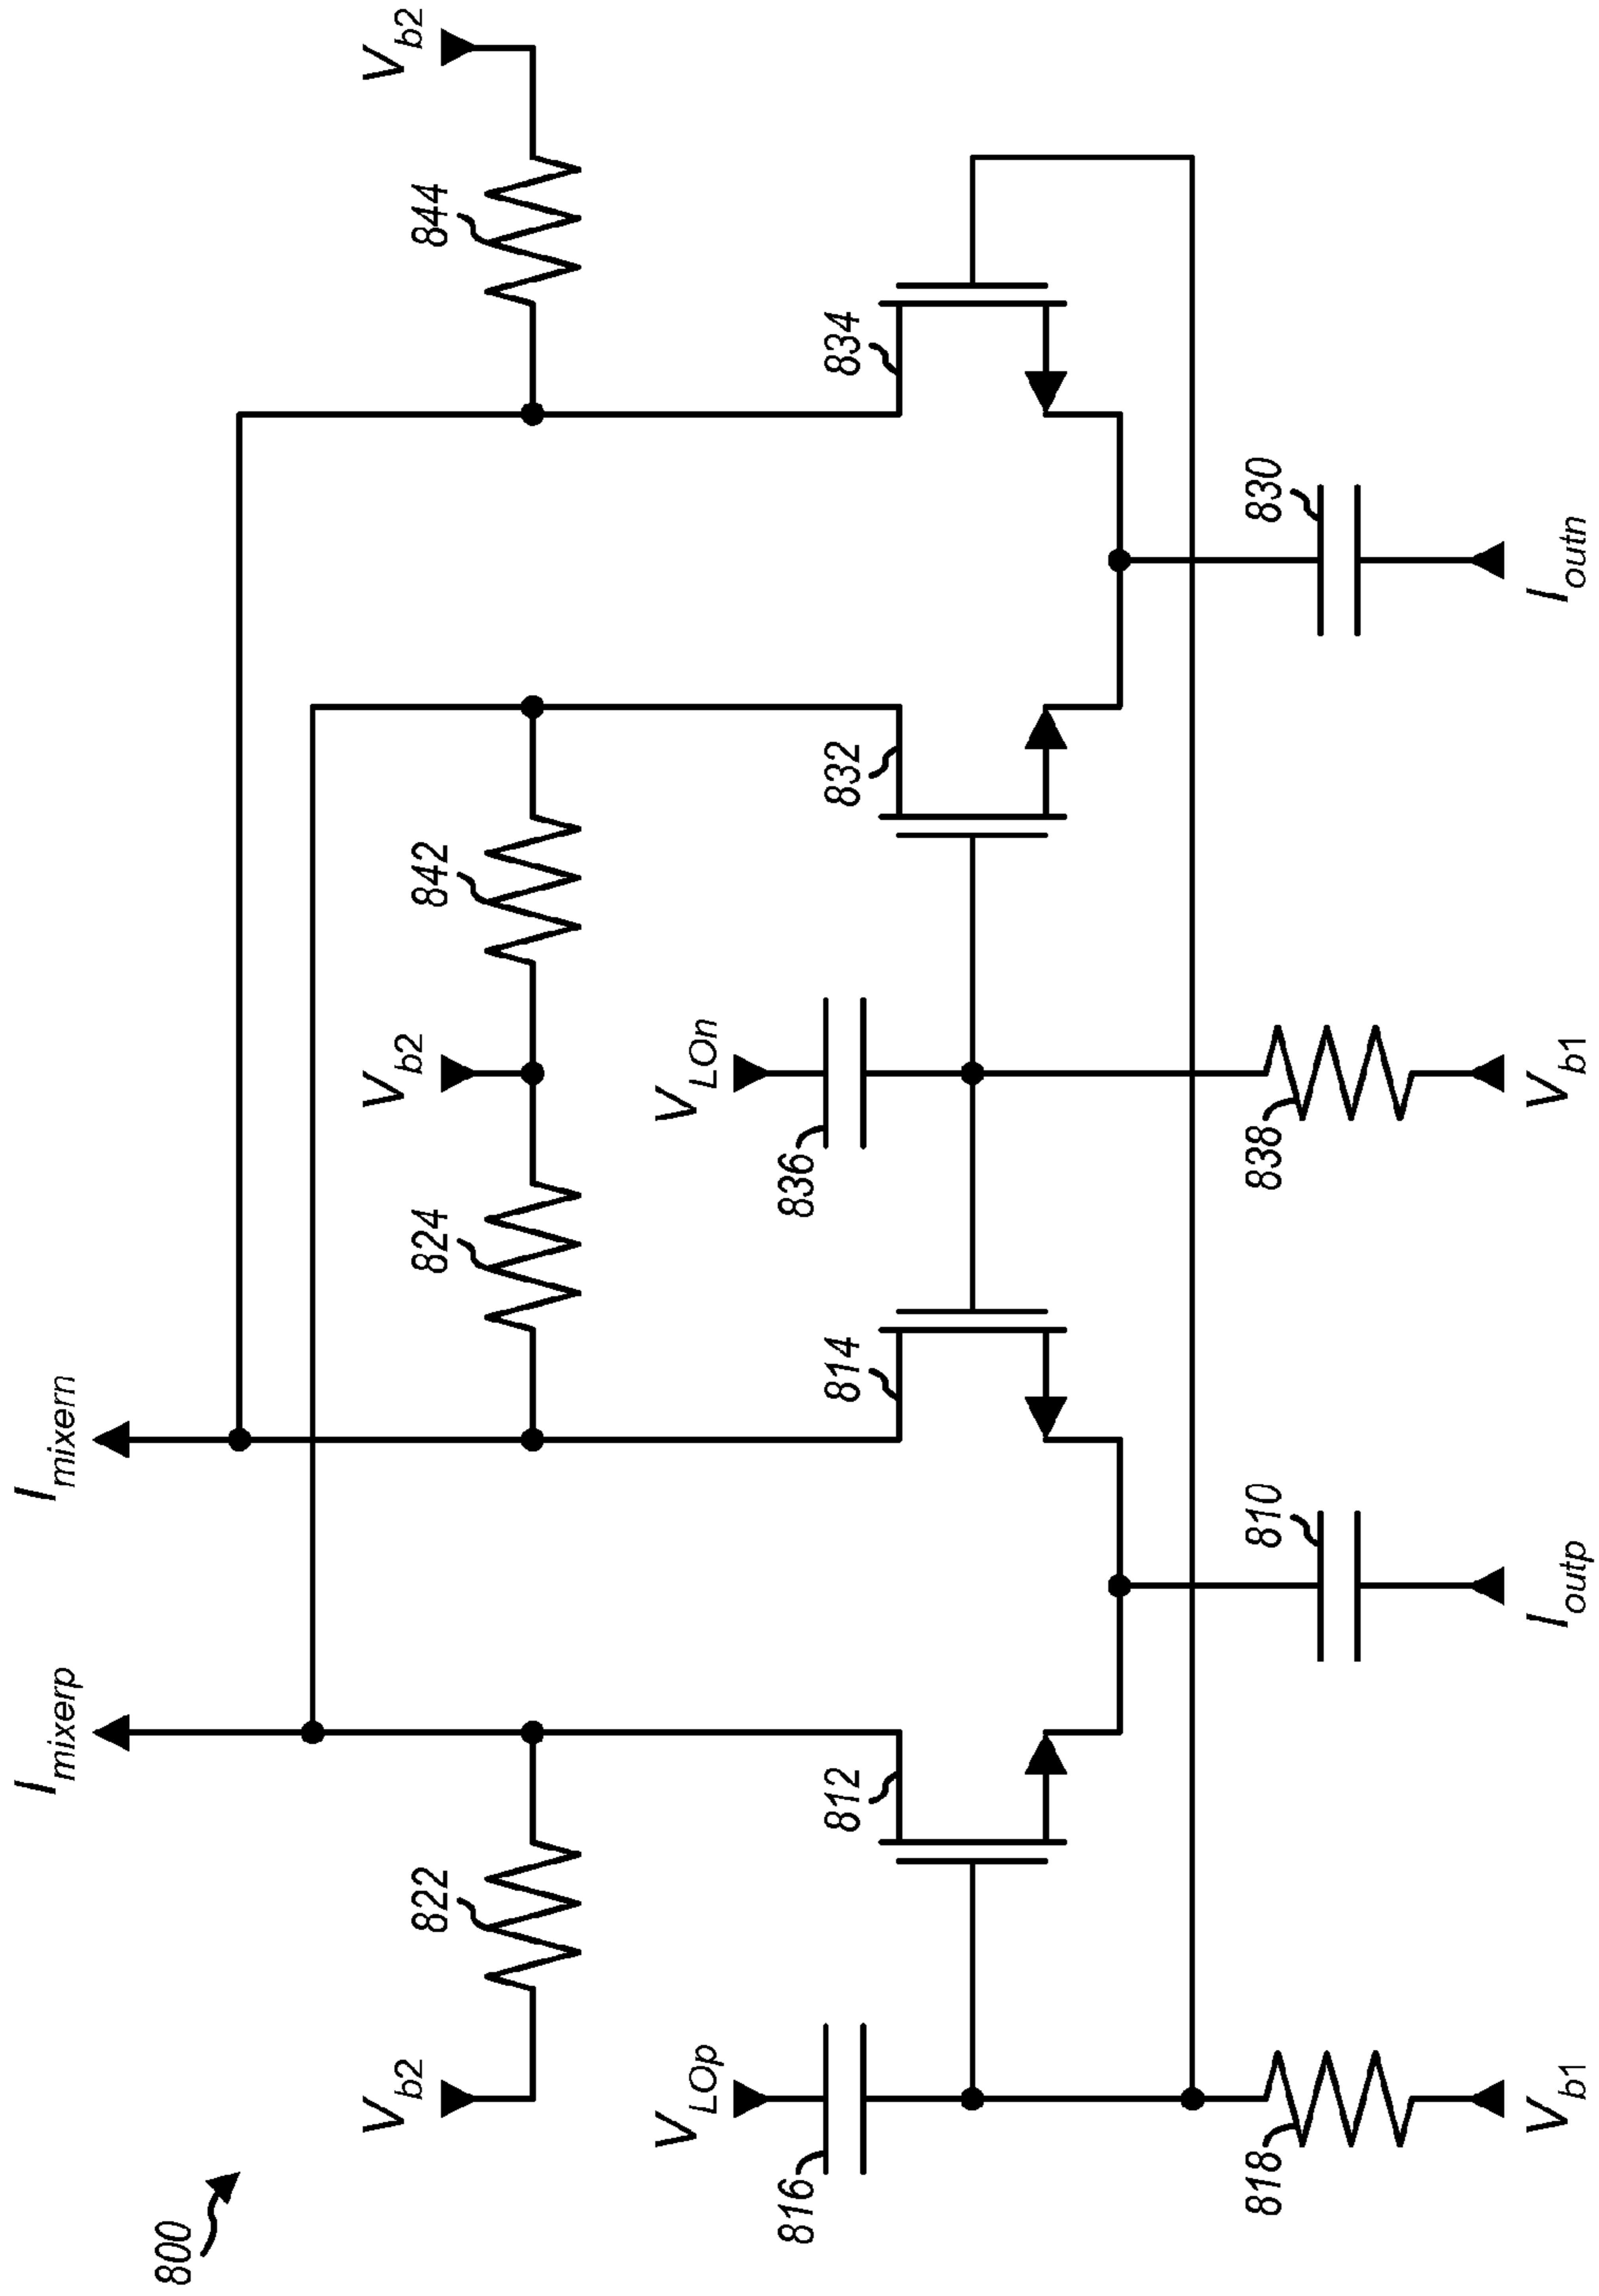 800
I_mixerp
I_mixern
V_b2
822
824
V_b2
842
844
V_b2
V_LOp
816
812
814
V_LOn
836
832
834
818
V_b1
810
I_outp
838
V_b1
830
I_outn